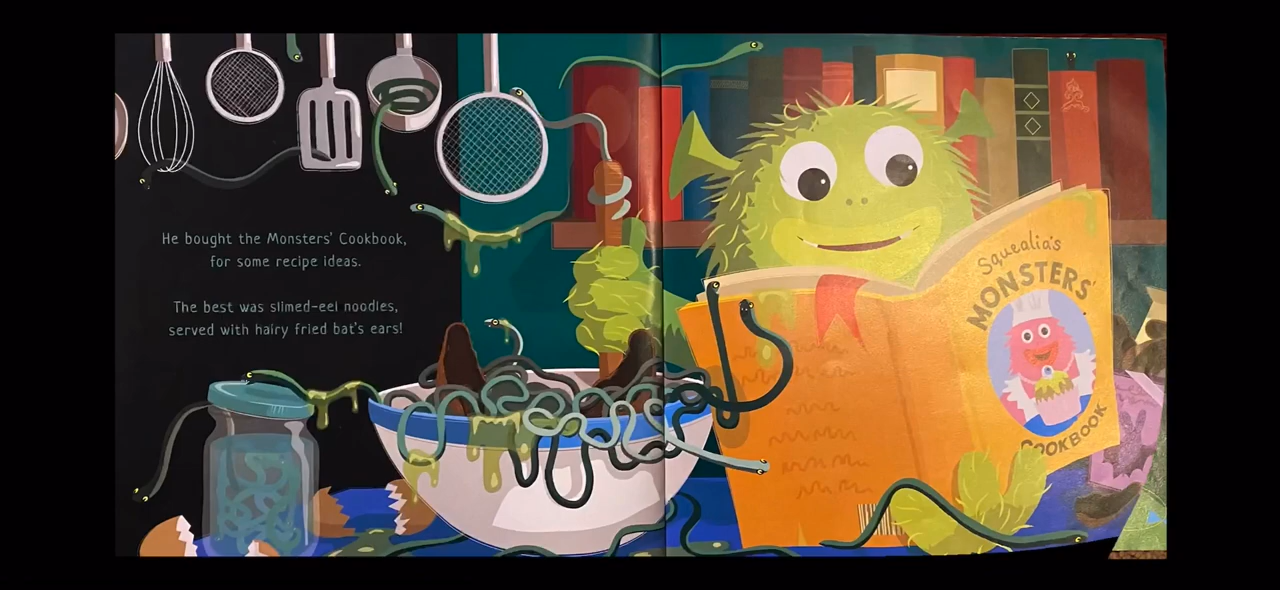 He bought the Monsters' Cookbook,
for some recipe ideas.
The best was slimed-eel noodles,
served with hairy fried bat's ears!
Squealia's
MONSTERS'
COOKBOOK